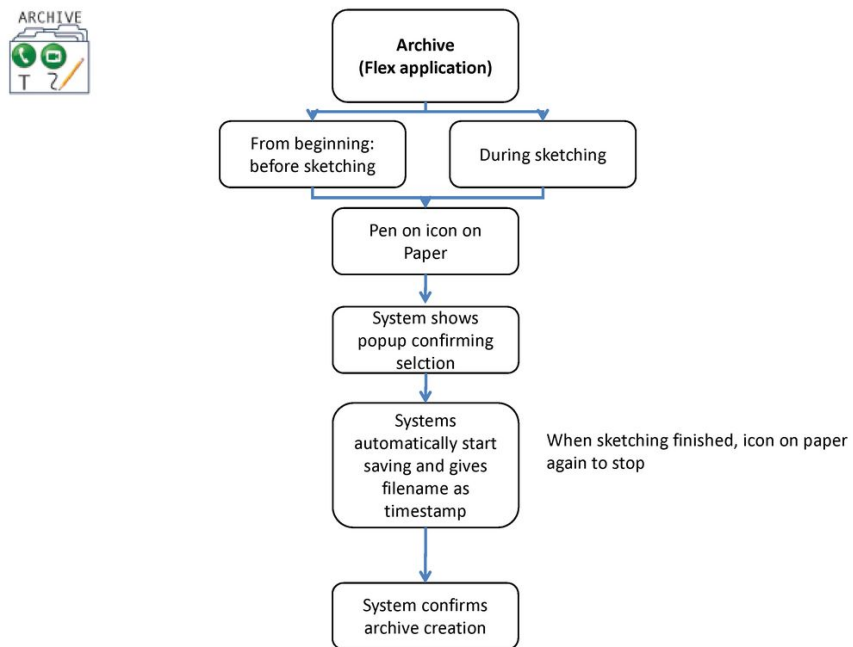 ARCHIVE
T
Archive
(Flex application)
From beginning:
before sketching
During sketching
Pen on icon on
Paper
System shows
popup confirming
selction
Systems
automatically start
saving and gives
filename as
timestamp
When sketching finished, icon on paper
again to stop
System confirms
archive creation